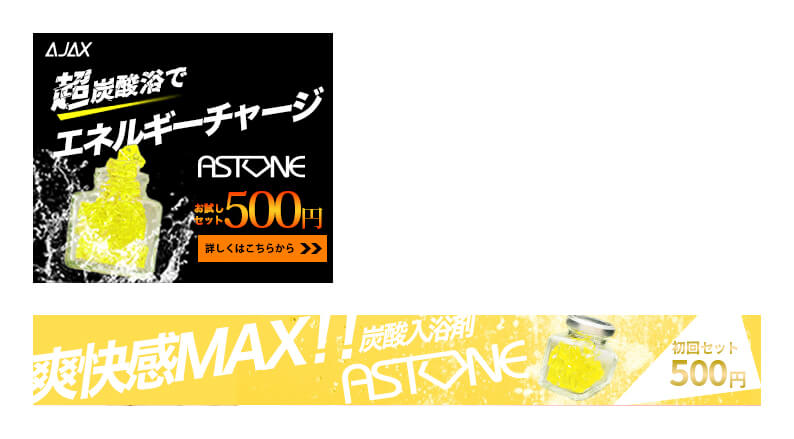 AJAX
超炭酸浴で
エネルギーチャージ
ASTONE
お試し
セット
500円
詳しくはこちらから
爽快感MAX!!
炭酸入浴剤
ASTONE
初回セット
500円